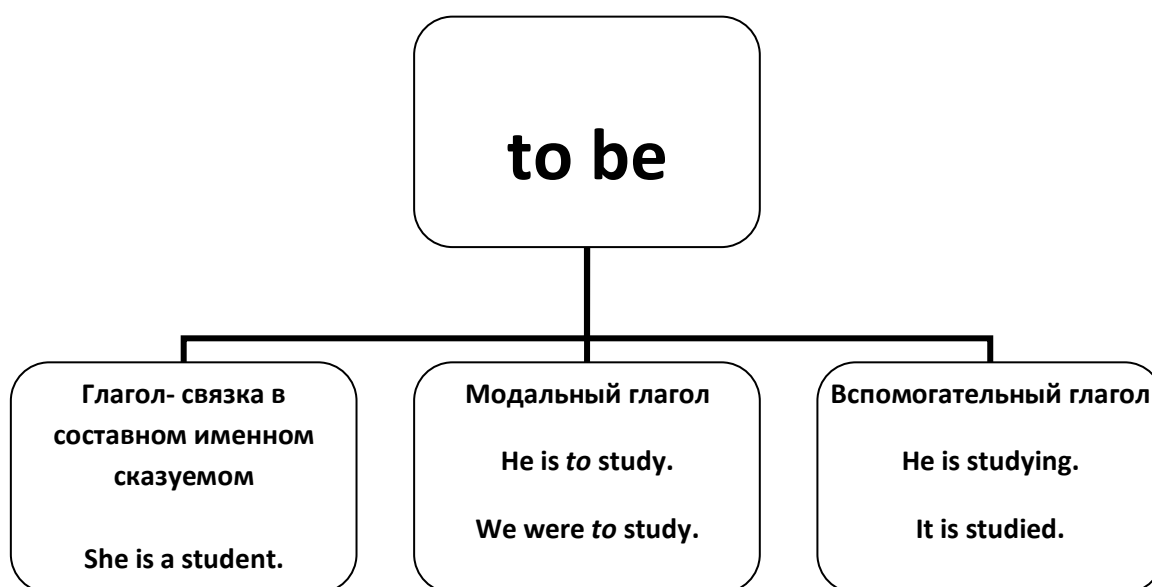 to be
Глагол- связка в
составном именном
сказуемом
She is a student.
Модальный глагол
He is to study.
We were to study.
Вспомогательный глагол
He is studying.
It is studied.